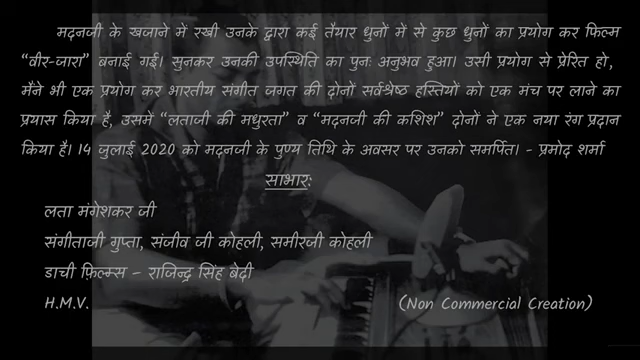 मदनजी के खजाने में रखी उनके द्वारा कई तैयार धुनों में से कुछ धुनों का प्रयोग कर फिल्म
“वीर-जारा” बनाई गई। सुनकर उनकी उपस्थिति का पुनः अनुभव हुआ। उसी प्रयोग से प्रेरित हो,
मैने भी एक प्रयोग कर भारतीय संगीत जगत की दोनों सर्वश्रेष्ठ हस्तियों को एक मंच पर लाने का
प्रयास किया है, उसमें “लताजी की मधुरता” व “मदनजी की कशिश” दोनों ने एक नया रंग प्रदान
किया है। 14 जुलाई 2020 को मदनजी के पुण्य तिथि के अवसर पर उनको समर्पित। - प्रमोद शर्मा
साभार:
लता मंगेशकर जी
संगीताजी गुप्ता, संजीव जी कोहली, समीरजी कोहली
डाची फ़िल्म्स – राजिन्द्र सिंह बेदी
H.M.V. (Non Commercial Creation)